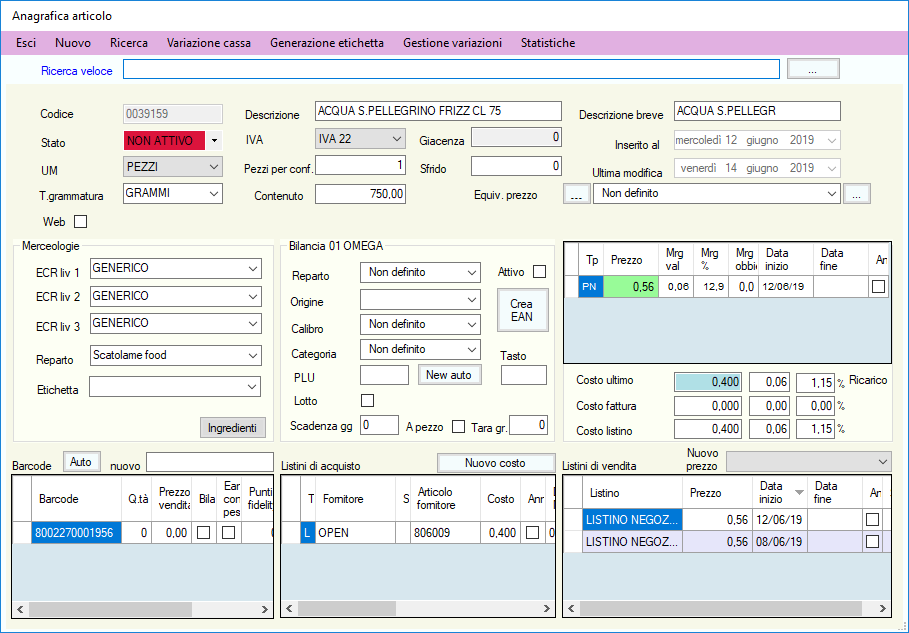 Anagrafica articolo
Esci Nuovo Ricerca Variazione cassa Generazione etichetta Gestione variazioni Statistiche
Ricerca veloce ...
Codice 0039159 Descrizione ACQUA S.PELLEGRINO FRIZZ CL 75 Descrizione breve ACQUA S.PELLEGR
Stato NON ATTIVO IVA IVA 22 Giacenza 0 Inserito al mercoledì 12 giugno 2019
UM PEZZI Pezzi per conf. 1 Sfrido 0 Ultima modifica venerdì 14 giugno 2019
T.grammatura GRAMMI Contenuto 750,00 Equiv. prezzo ... Non definito ...
Web
Merceologie
ECR liv 1 GENERICO
ECR liv 2 GENERICO
ECR liv 3 GENERICO
Reparto Scatolame food
Etichetta
Ingredienti
Bilancia 01 OMEGA
Reparto Non definito Attivo
Origine
Crea
EAN
Calibro Non definito
Categoria Non definito Tasto
PLU New auto
Lotto
Scadenza gg 0 A pezzo Tara gr. 0
Tp Prezzo Mrg val Mrg % Mrg obbi Data inizio Data fine An
PN 0,56 0,06 12,9 0,0 12/06/19
Costo ultimo 0,400 0,06 1,15 % Ricarico
Costo fattura 0,000 0,00 0,00 %
Costo listino 0,400 0,06 1,15 %
Barcode Auto nuovo
Barcode Q.tà Prezzo vendita Bila Ear con pes Punti fidelit
8002270001956 0 0,00
Listini di acquisto Nuovo costo
T Fornitore S Articolo fornitore Costo Anr
L OPEN 806009 0,400 0
Listini di vendita Nuovo prezzo
Listino Prezzo Data inizio Data fine An
LISTINO NEGOZ... 0,56 12/06/19
LISTINO NEGOZ... 0,56 08/06/19